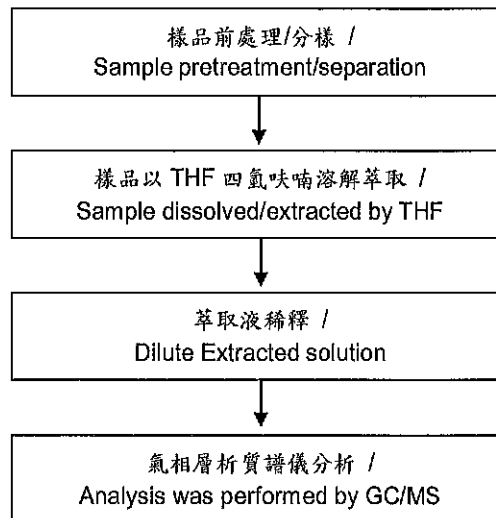 樣品前處理/分樣 /
Sample pretreatment/separation
樣品以 THF 四氫呋喃溶解萃取 /
Sample dissolved/extracted by THF
萃取液稀釋 /
Dilute Extracted solution
氣相層析質譜儀分析 /
Analysis was performed by GC/MS